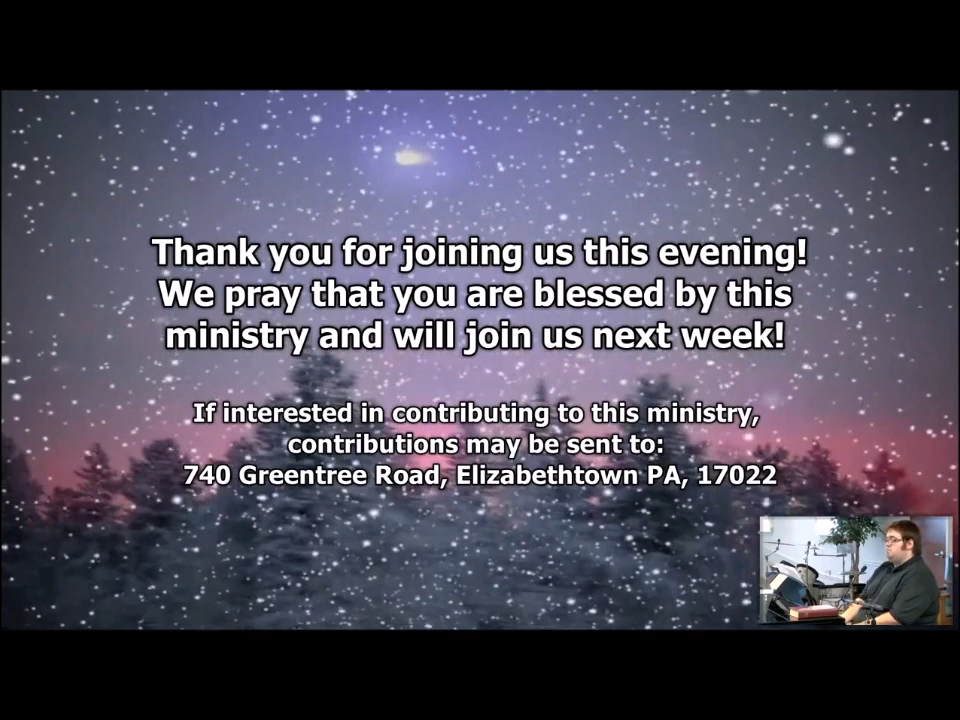 Thank you for joining us this evening!
We pray that you are blessed by this
ministry and will join us next week!
If interested in contributing to this ministry,
contributions may be sent to:
740 Greentree Road, Elizabethtown PA, 17022